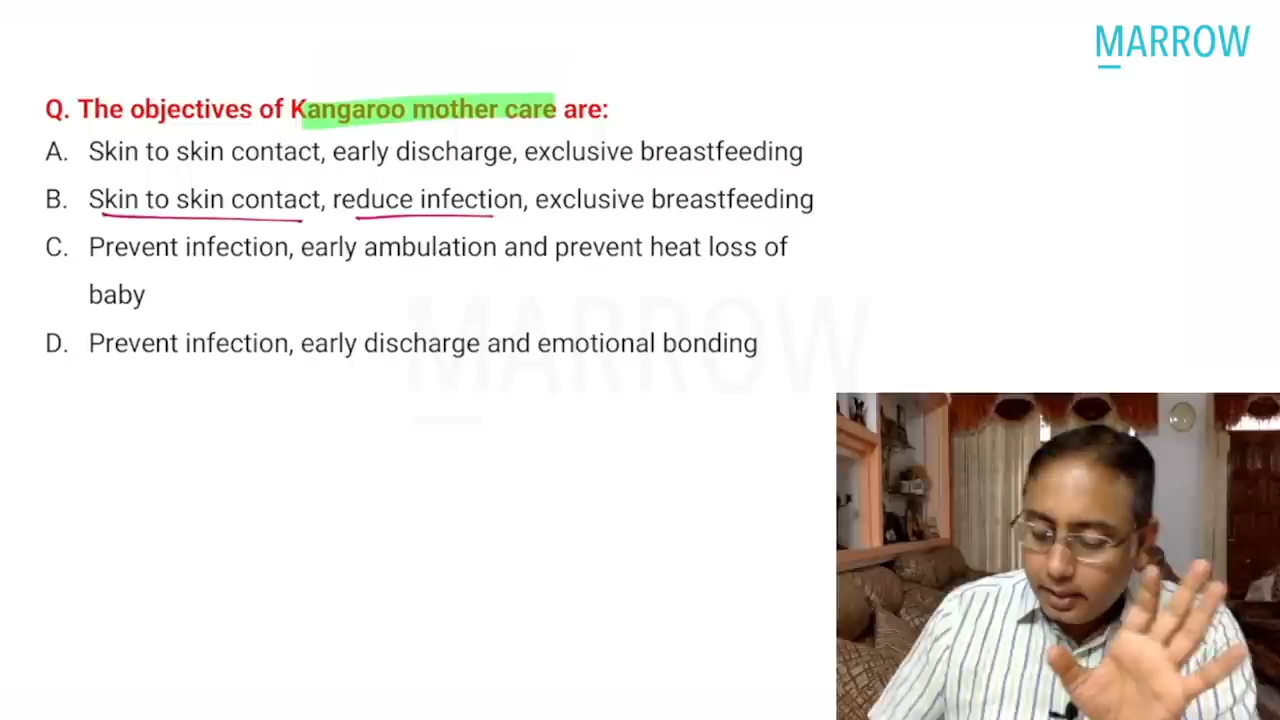 MARROW
Q. The objectives of Kangaroo mother care are:
A. Skin to skin contact, early discharge, exclusive breastfeeding
B. Skin to skin contact, reduce infection, exclusive breastfeeding
C. Prevent infection, early ambulation and prevent heat loss of
baby
D. Prevent infection, early discharge and emotional bonding
MARROW